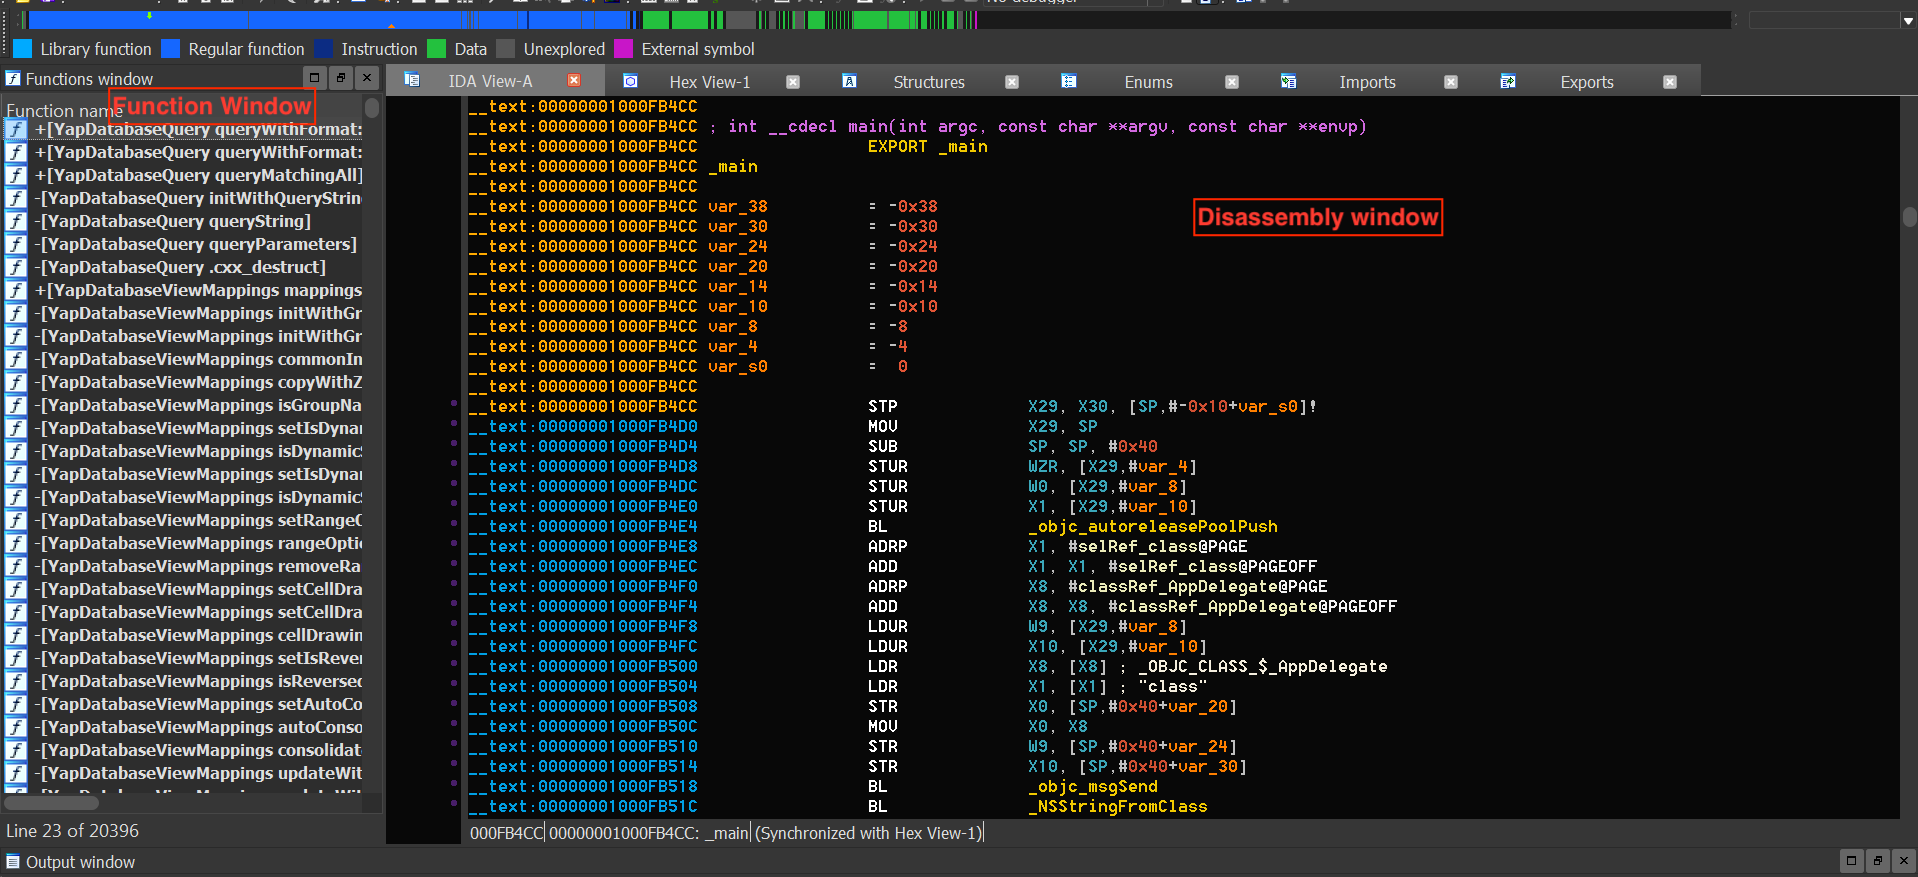 Library function Regular function Instruction Data Unexplored External symbol
Functions window
IDA View-A Hex View-1 Structures Enums Imports Exports
Function name
Function Window
+[YapDatabaseQuery queryWithFormat:
+[YapDatabaseQuery queryWithFormat:
+[YapDatabaseQuery queryMatchingAll]
-[YapDatabaseQuery initWithQueryStrin
-[YapDatabaseQuery queryString]
-[YapDatabaseQuery queryParameters]
-[YapDatabaseQuery .cxx_destruct]
+[YapDatabaseViewMappings mappings
-[YapDatabaseViewMappings initWithGr
-[YapDatabaseViewMappings initWithGr
-[YapDatabaseViewMappings commonIn
-[YapDatabaseViewMappings copyWithZ
-[YapDatabaseViewMappings isGroupNa
-[YapDatabaseViewMappings setIsDynar
-[YapDatabaseViewMappings isDynamicS
-[YapDatabaseViewMappings setIsDynar
-[YapDatabaseViewMappings isDynamicS
-[YapDatabaseViewMappings setRangeO
-[YapDatabaseViewMappings rangeOptio
-[YapDatabaseViewMappings removeRa
-[YapDatabaseViewMappings setCellDra
-[YapDatabaseViewMappings setCellDra
-[YapDatabaseViewMappings cellDrawin
-[YapDatabaseViewMappings setIsRever
-[YapDatabaseViewMappings isReversed
-[YapDatabaseViewMappings setAutoCo
-[YapDatabaseViewMappings autoConso
-[YapDatabaseViewMappings consolidat
-[YapDatabaseViewMappings updateWit
Line 23 of 20396
__text:00000001000FB4CC
__text:00000001000FB4CC ; int __cdecl main(int argc, const char **argv, const char **envp)
__text:00000001000FB4CC EXPORT _main
__text:00000001000FB4CC _main
__text:00000001000FB4CC
__text:00000001000FB4CC var_38 = -0x38
Disassembly window
__text:00000001000FB4CC var_30 = -0x30
__text:00000001000FB4CC var_24 = -0x24
__text:00000001000FB4CC var_20 = -0x20
__text:00000001000FB4CC var_14 = -0x14
__text:00000001000FB4CC var_10 = -0x10
__text:00000001000FB4CC var_8 = -8
__text:00000001000FB4CC var_4 = -4
__text:00000001000FB4CC var_s0 = 0
__text:00000001000FB4CC
__text:00000001000FB4CC STP X29, X30, [SP,#-0x10+var_s0]!
__text:00000001000FB4D0 MOV X29, SP
__text:00000001000FB4D4 SUB SP, SP, #0x40
__text:00000001000FB4D8 STUR WZR, [X29,#var_4]
__text:00000001000FB4DC STUR W0, [X29,#var_8]
__text:00000001000FB4E0 STUR X1, [X29,#var_10]
__text:00000001000FB4E4 BL _objc_autoreleasePoolPush
__text:00000001000FB4E8 ADRP X1, #selRef_class@PAGE
__text:00000001000FB4EC ADD X1, X1, #selRef_class@PAGEOFF
__text:00000001000FB4F0 ADRP X8, #classRef_AppDelegate@PAGE
__text:00000001000FB4F4 ADD X8, X8, #classRef_AppDelegate@PAGEOFF
__text:00000001000FB4F8 LDUR W9, [X29,#var_8]
__text:00000001000FB4FC LDUR X10, [X29,#var_10]
__text:00000001000FB500 LDR X8, [X8] ; _OBJC_CLASS_$_AppDelegate
__text:00000001000FB504 LDR X1, [X1] ; "class"
__text:00000001000FB508 STR X0, [SP,#0x40+var_20]
__text:00000001000FB50C MOV X0, X8
__text:00000001000FB510 STR W9, [SP,#0x40+var_24]
__text:00000001000FB514 STR X10, [SP,#0x40+var_30]
__text:00000001000FB518 BL _objc_msgSend
__text:00000001000FB51C BL _NSStringFromClass
000FB4CC 00000001000FB4CC: _main (Synchronized with Hex View-1)
Output window